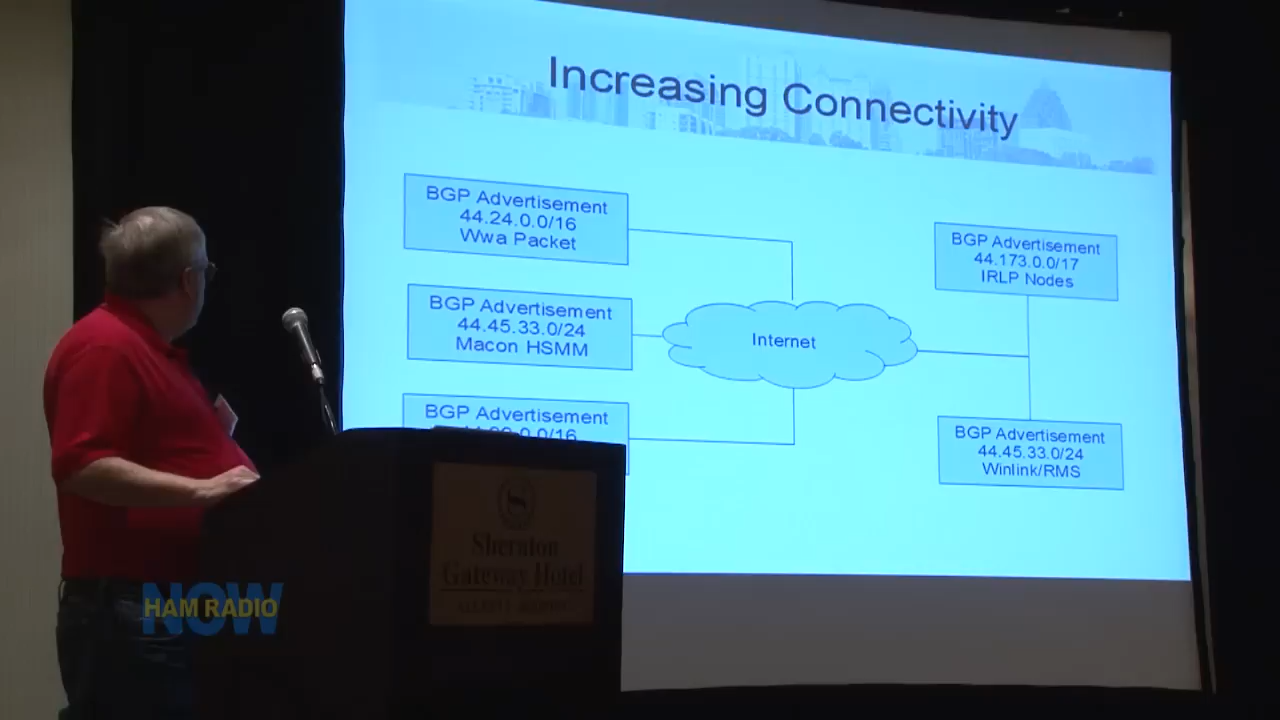 Increasing Connectivity
BGP Advertisement
44.24.0.0/16
Wwa Packet
BGP Advertisement
44.45.33.0/24
Macon HSMM
BGP Advertisement
Internet
BGP Advertisement
44.173.0.0/17
IRLP Nodes
BGP Advertisement
44.45.33.0/24
Winlink/RMS
Sheraton
Gateway Hotel
NOW
HAM RADIO